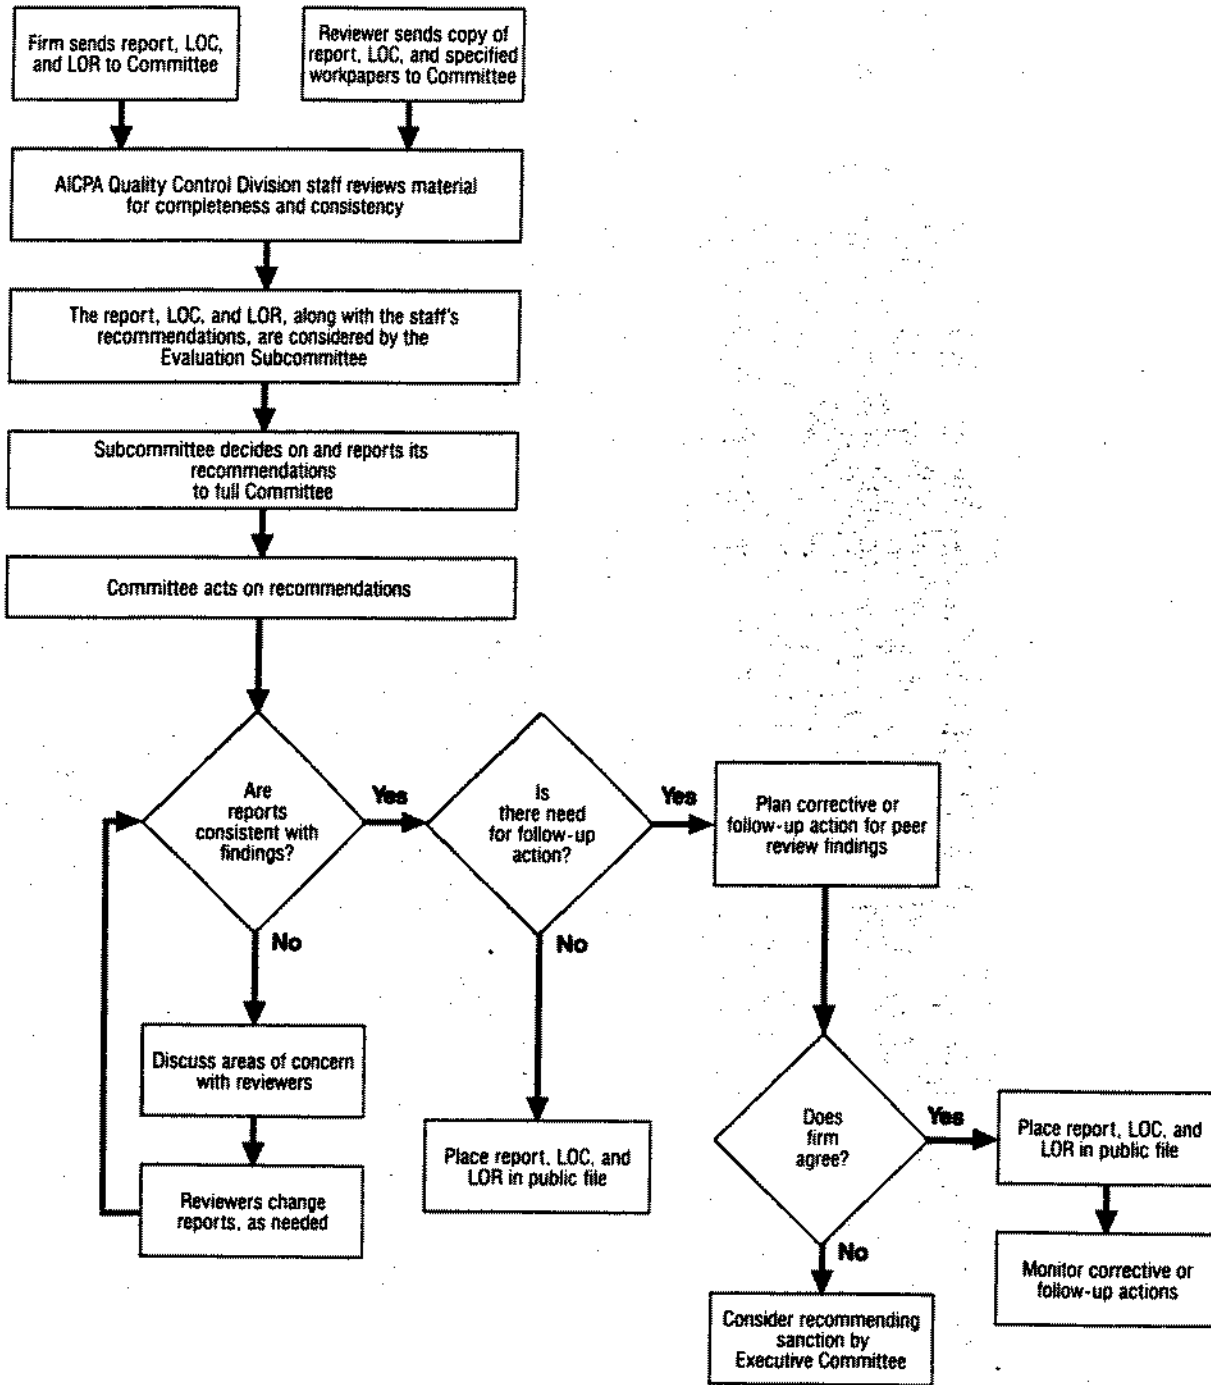 Firm sends report, LOC,
and LOR to Committee
Reviewer sends copy of
report, LOC, and specified
workpapers to Committee
AICPA Quality Control Division staff reviews material
for completeness and consistency
The report, LOC, and LOR, along with the staff's
recommendations, are considered by the
Evaluation Subcommittee
Subcommittee decides on and reports its
recommendations
to full Committee
Committee acts on recommendations
Are
reports
consistent with
findings?
Yes
Is
there need
for follow-up
action?
Yes
Plan corrective or
follow-up action for peer
review findings
No
Discuss areas of concern
with reviewers
Reviewers change
reports, as needed
No
Place report, LOC, and
LOR in public file
Does
firm
agree?
Yes
Place report, LOC, and
LOR in public file
Monitor corrective or
follow-up actions
No
Consider recommending
sanction by
Executive Committee